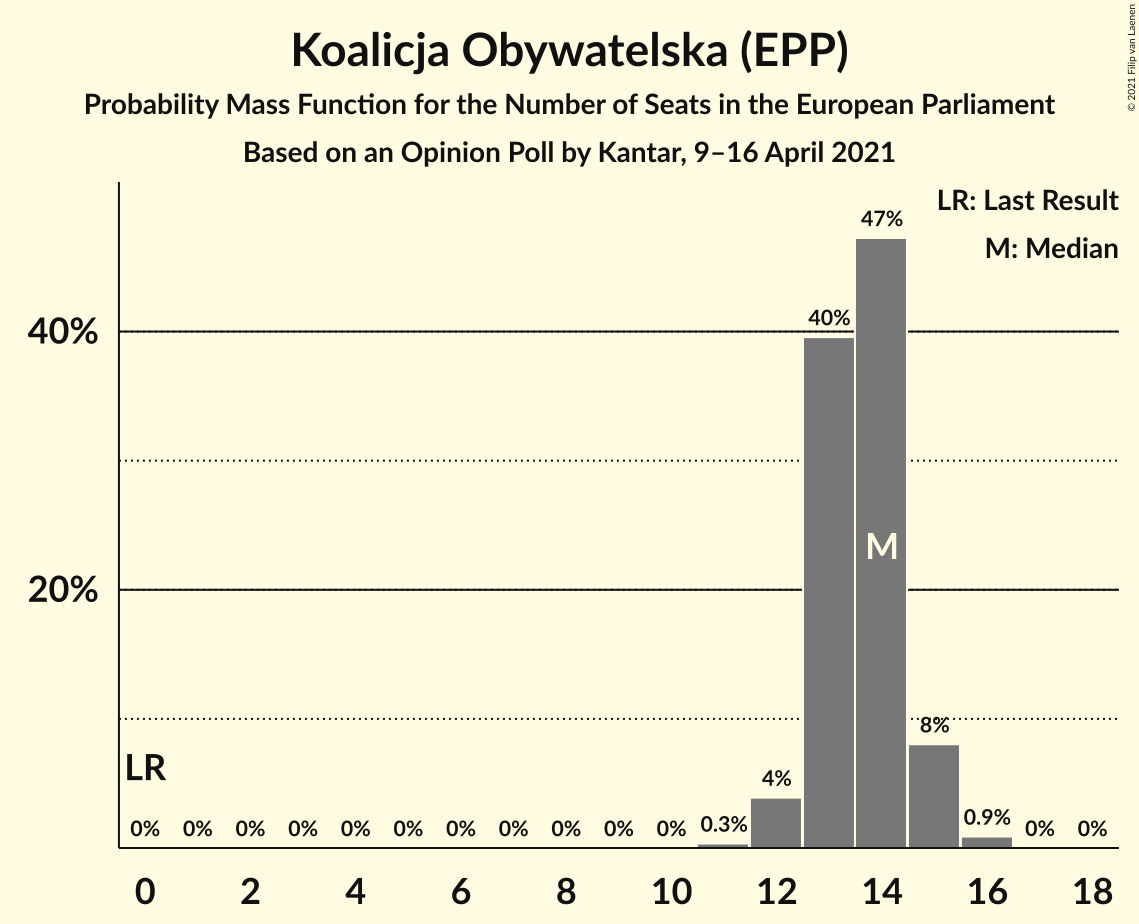 Koalicja Obywatelska (EPP)
Probability Mass Function for the Number of Seats in the European Parliament
Based on an Opinion Poll by Kantar, 9–16 April 2021
© 2021 Filip van Laenen
LR: Last Result
M: Median
47%
40%
40%
M
20%
8%
LR
4%
0% 0% 0% 0% 0% 0% 0% 0% 0% 0% 0% 0.3% 0.9% 0% 0%
0 2 4 6 8 10 12 14 16 18